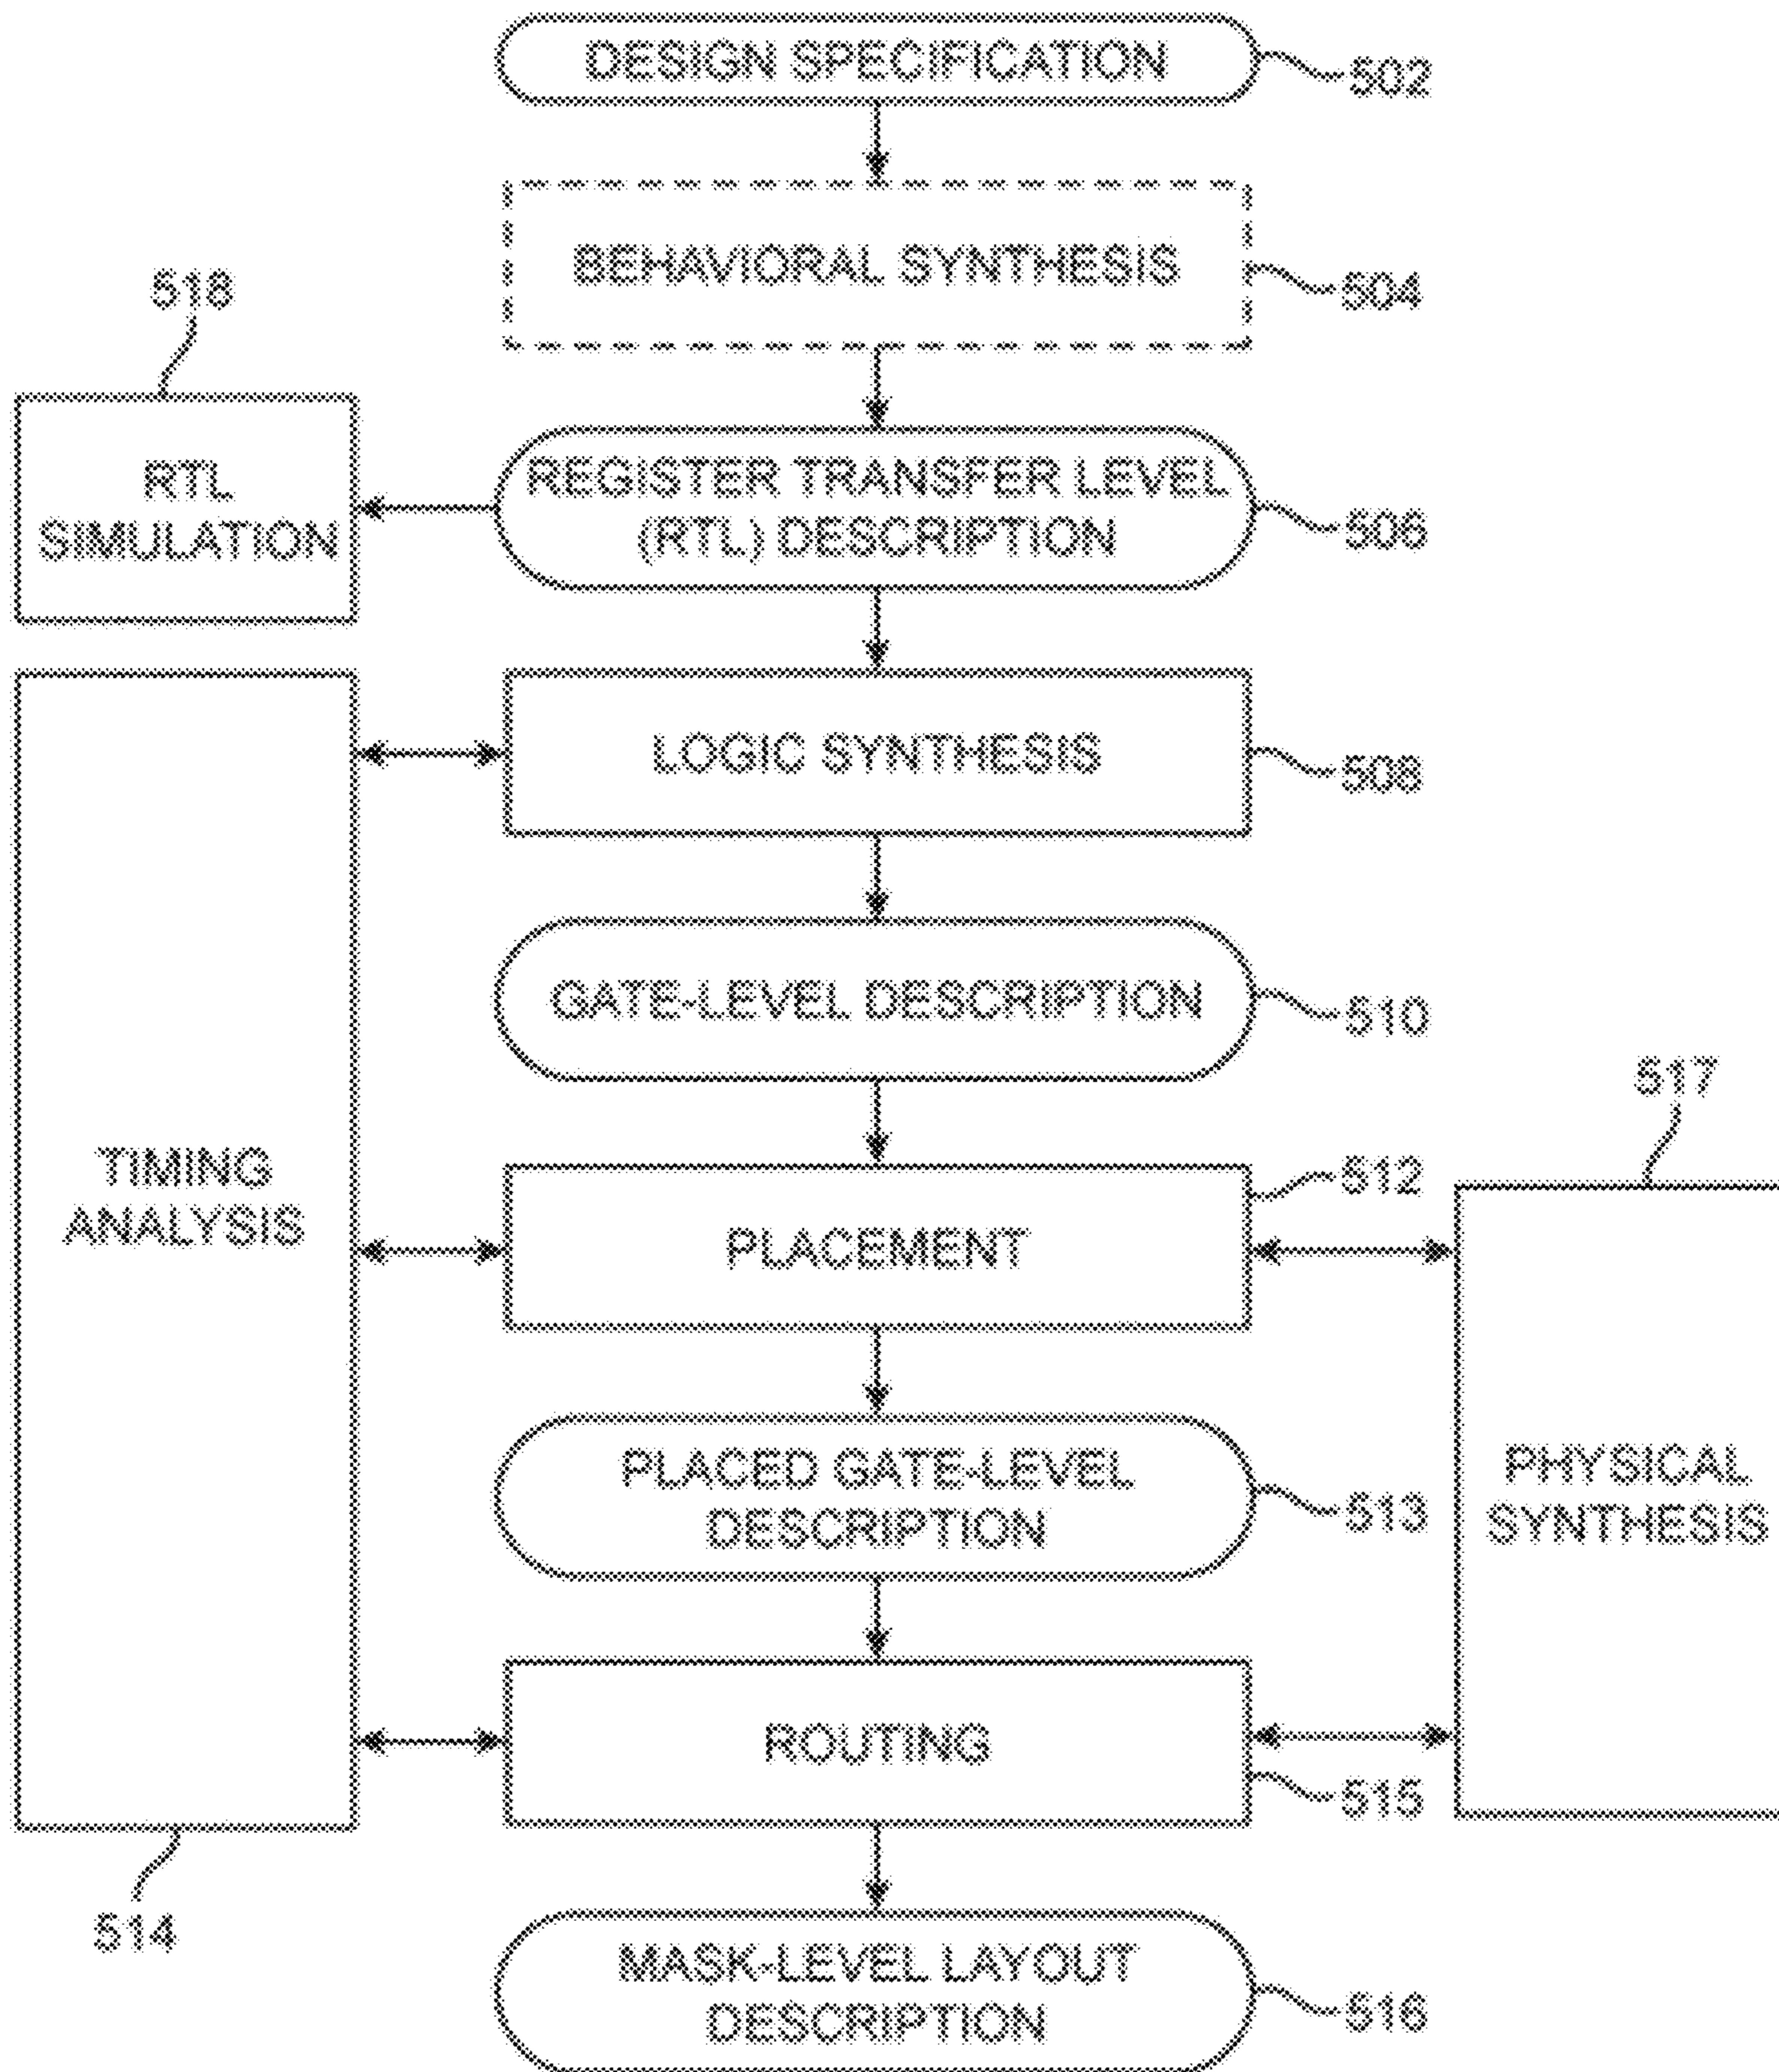 DESIGN SPECIFICATION
502
BEHAVIORAL SYNTHESIS
504
518
RTL
SIMULATION
REGISTER TRANSFER LEVEL
(RTL) DESCRIPTION
506
LOGIC SYNTHESIS
508
GATE-LEVEL DESCRIPTION
510
517
TIMING
ANALYSIS
512
PLACEMENT
PLACED GATE-LEVEL
DESCRIPTION
513
PHYSICAL
SYNTHESIS
ROUTING
515
514
MASK-LEVEL LAYOUT
DESCRIPTION
516